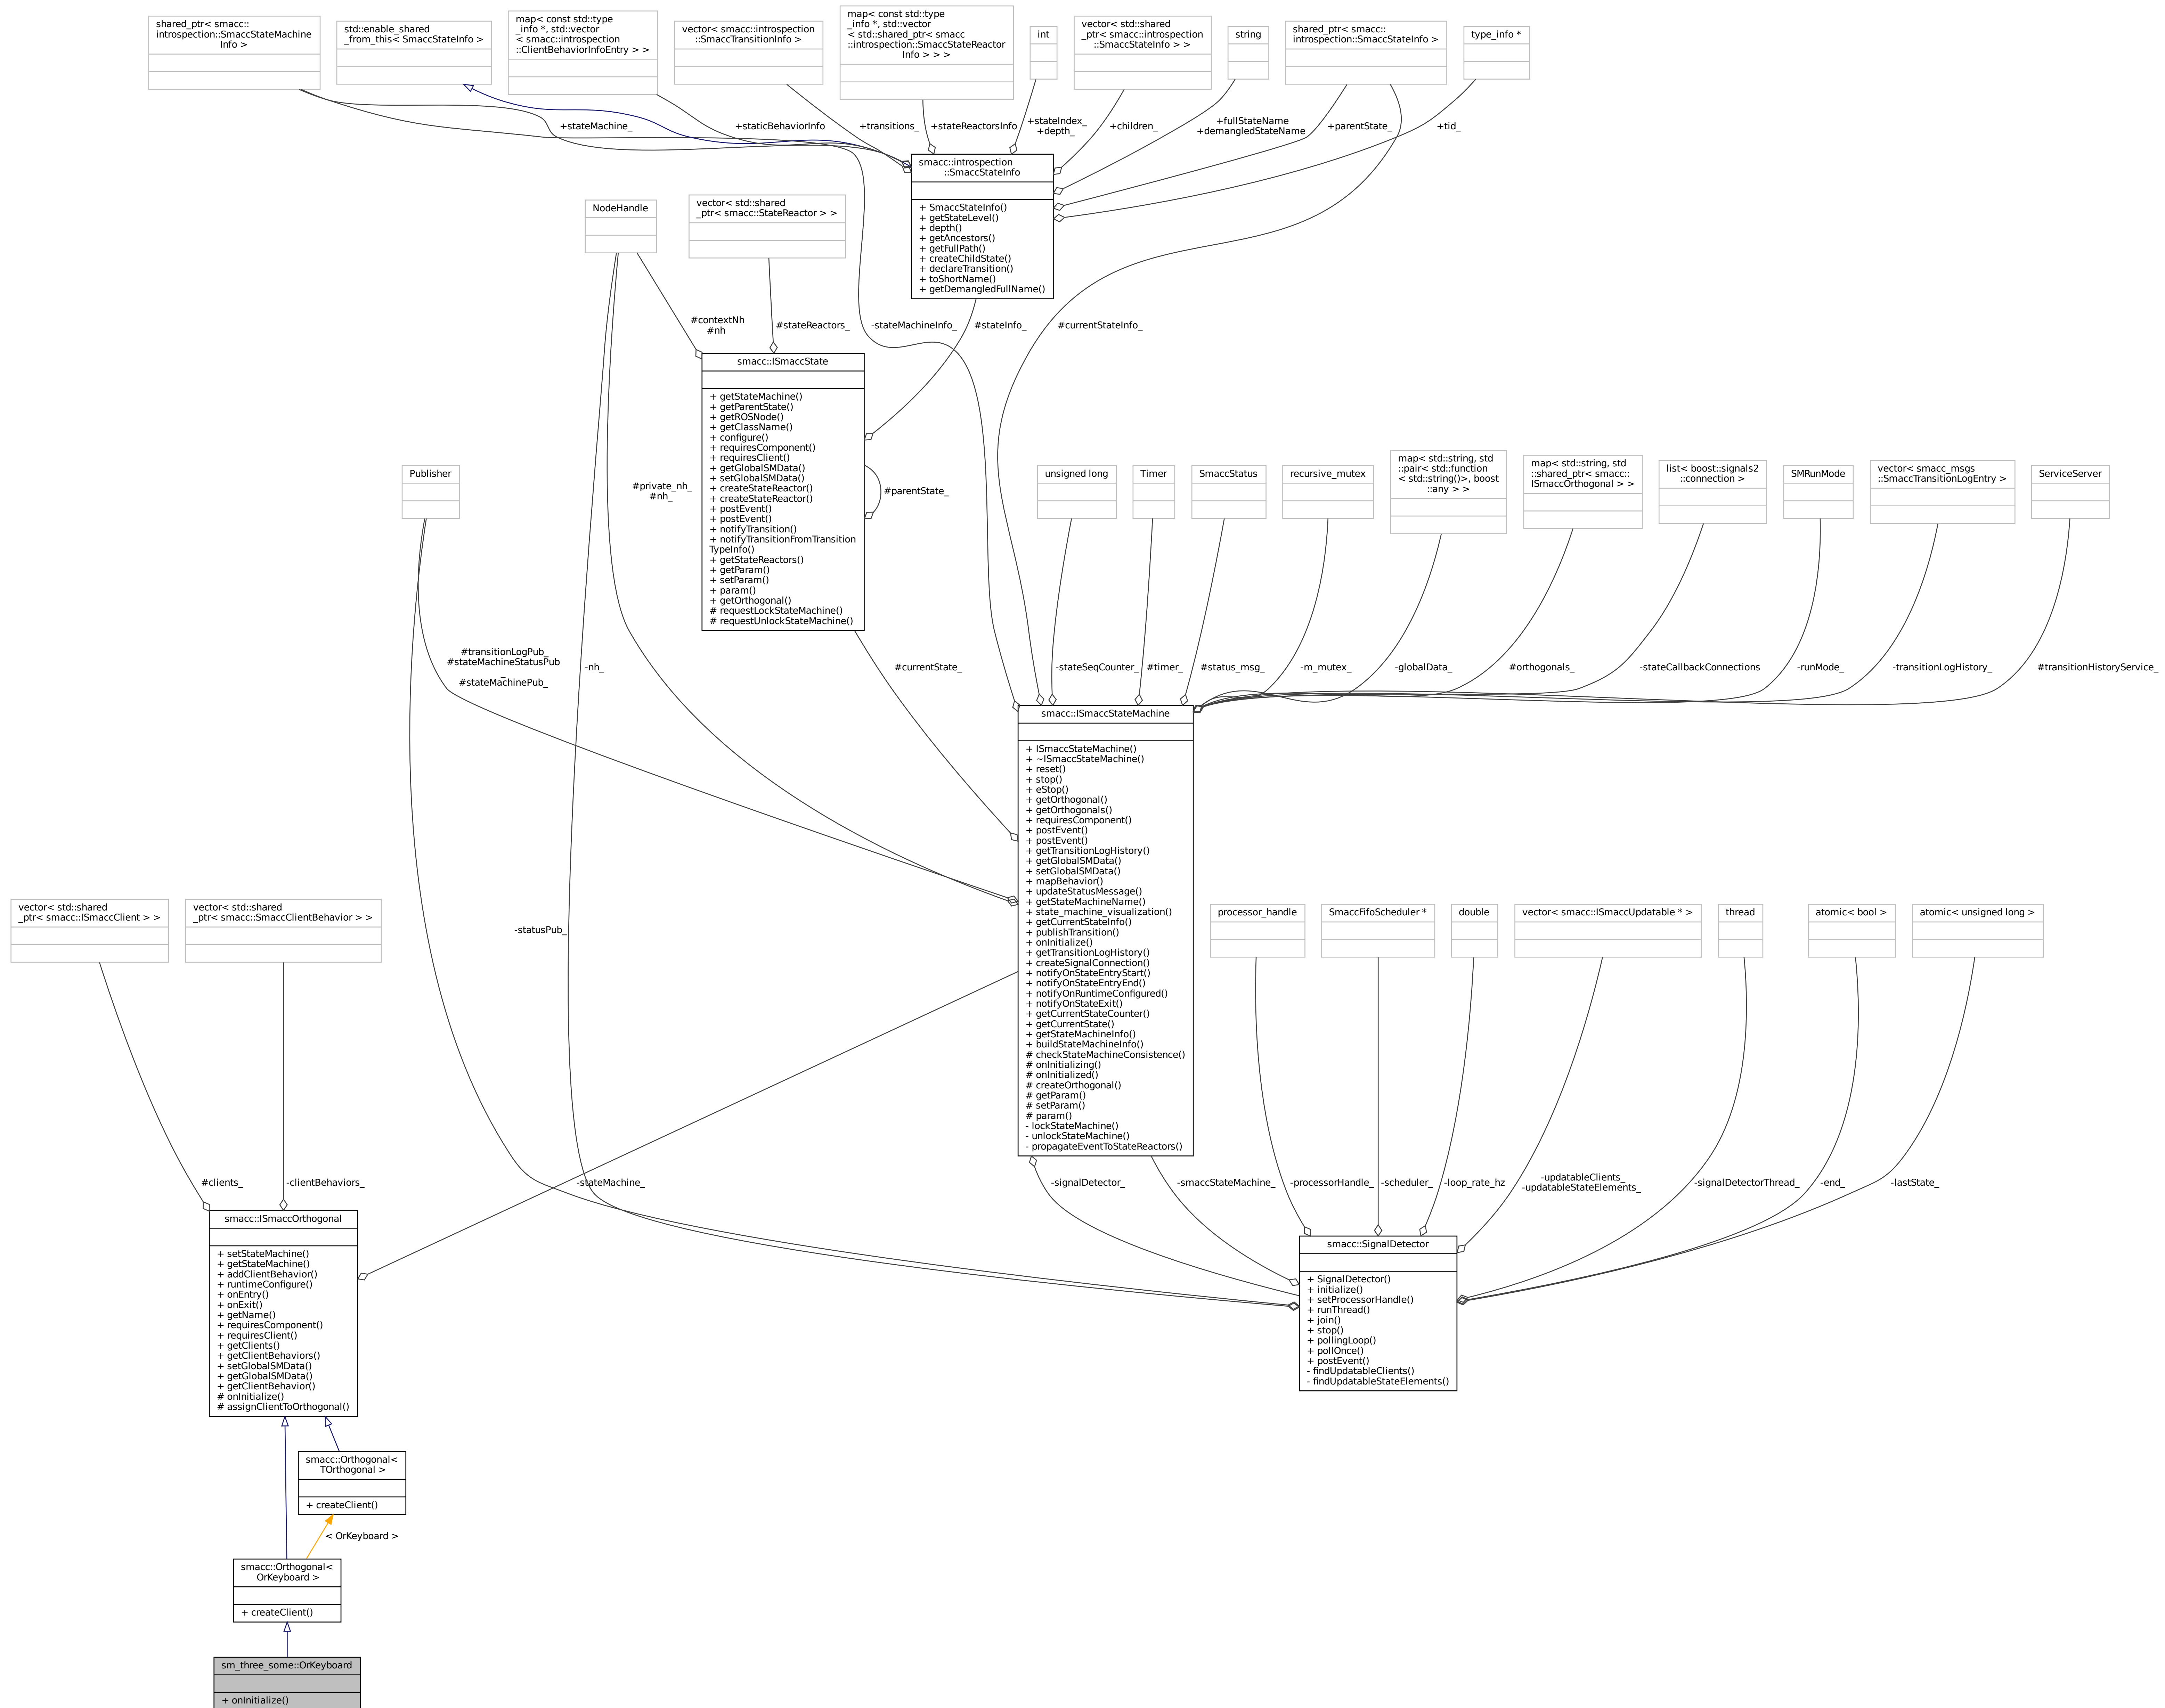 shared_ptr< smacc::
introspection::SmaccStateMachine
Info >
std::enable_shared
_from_this< SmaccStateInfo >
map< const std::type
_info *, std::vector
< smacc::introspection
::ClientBehaviorInfoEntry > >
vector< smacc::introspection
::SmaccTransitionInfo >
map< const std::type
_info *, std::vector
< std::shared_ptr< smacc
::introspection::SmaccStateReactor
Info > > >
int
vector< std::shared
_ptr< smacc::introspection
::SmaccStateInfo > >
string
shared_ptr< smacc::
introspection::SmaccStateInfo >
type_info *
+stateMachine_
+staticBehaviorInfo
+transitions_
+stateReactorsInfo
+stateIndex_
+depth_
+children_
+fullStateName
+demangledStateName
+parentState_
+tid_
smacc::introspection
::SmaccStateInfo
+ SmaccStateInfo()
+ getStateLevel()
+ depth()
+ getAncestors()
+ getFullPath()
+ createChildState()
+ declareTransition()
+ toShortName()
+ getDemangledFullName()
NodeHandle
vector< std::shared
_ptr< smacc::StateReactor > >
#contextNh
#nh
#stateReactors_
-stateMachineInfo_
#stateInfo_
#currentStateInfo_
smacc::ISmaccState
+ getStateMachine()
+ getParentState()
+ getROSNode()
+ getClassName()
+ configure()
+ requiresComponent()
+ requiresClient()
+ getGlobalSMData()
+ setGlobalSMData()
+ createStateReactor()
+ createStateReactor()
+ postEvent()
+ postEvent()
+ notifyTransition()
+ notifyTransitionFromTransition
TypeInfo()
+ getStateReactors()
+ getParam()
+ setParam()
+ param()
+ getOrthogonal()
# requestLockStateMachine()
# requestUnlockStateMachine()
#parentState_
Publisher
#private_nh_
#nh_
unsigned long
Timer
SmaccStatus
recursive_mutex
map< std::string, std
::pair< std::function
< std::string()>, boost
::any > >
map< std::string, std
::shared_ptr< smacc::
ISmaccOrthogonal > >
list< boost::signals2
::connection >
SMRunMode
vector< smacc_msgs
::SmaccTransitionLogEntry >
ServiceServer
#transitionLogPub_
#stateMachineStatusPub
_
#stateMachinePub_
-nh_
#currentState_
-stateSeqCounter_
#timer_
#status_msg_
-m_mutex_
-globalData_
#orthogonals_
-stateCallbackConnections
-runMode_
-transitionLogHistory_
#transitionHistoryService_
smacc::ISmaccStateMachine
+ ISmaccStateMachine()
+ ~ISmaccStateMachine()
+ reset()
+ stop()
+ eStop()
+ getOrthogonal()
+ getOrthogonals()
+ requiresComponent()
+ postEvent()
+ postEvent()
+ getTransitionLogHistory()
+ getGlobalSMData()
+ setGlobalSMData()
+ mapBehavior()
+ updateStatusMessage()
+ getStateMachineName()
+ state_machine_visualization()
+ getCurrentStateInfo()
+ publishTransition()
+ onInitialize()
+ getTransitionLogHistory()
+ createSignalConnection()
+ notifyOnStateEntryStart()
+ notifyOnStateEntryEnd()
+ notifyOnRuntimeConfigured()
+ notifyOnStateExit()
+ getCurrentStateCounter()
+ getCurrentState()
+ getStateMachineInfo()
+ buildStateMachineInfo()
# checkStateMachineConsistence()
# onInitializing()
# onInitialized()
# createOrthogonal()
# getParam()
# setParam()
# param()
- lockStateMachine()
- unlockStateMachine()
- propagateEventToStateReactors()
vector< std::shared
_ptr< smacc::ISmaccClient > >
vector< std::shared
_ptr< smacc::SmaccClientBehavior > >
-statusPub_
processor_handle
SmaccFifoScheduler *
double
vector< smacc::ISmaccUpdatable * >
thread
atomic< bool >
atomic< unsigned long >
#clients_
-clientBehaviors_
-stateMachine_
-signalDetector_
-smaccStateMachine_
-processorHandle_
-scheduler_
-loop_rate_hz
-updatableClients_
-updatableStateElements_
-signalDetectorThread_
-end_
-lastState_
smacc::ISmaccOrthogonal
+ setStateMachine()
+ getStateMachine()
+ addClientBehavior()
+ runtimeConfigure()
+ onEntry()
+ onExit()
+ getName()
+ requiresComponent()
+ requiresClient()
+ getClients()
+ getClientBehaviors()
+ setGlobalSMData()
+ getGlobalSMData()
+ getClientBehavior()
# onInitialize()
# assignClientToOrthogonal()
smacc::SignalDetector
+ SignalDetector()
+ initialize()
+ setProcessorHandle()
+ runThread()
+ join()
+ stop()
+ pollingLoop()
+ pollOnce()
+ postEvent()
- findUpdatableClients()
- findUpdatableStateElements()
smacc::Orthogonal<
TOrthogonal >
+ createClient()
< OrKeyboard >
smacc::Orthogonal<
OrKeyboard >
+ createClient()
sm_three_some::OrKeyboard
+ onInitialize()